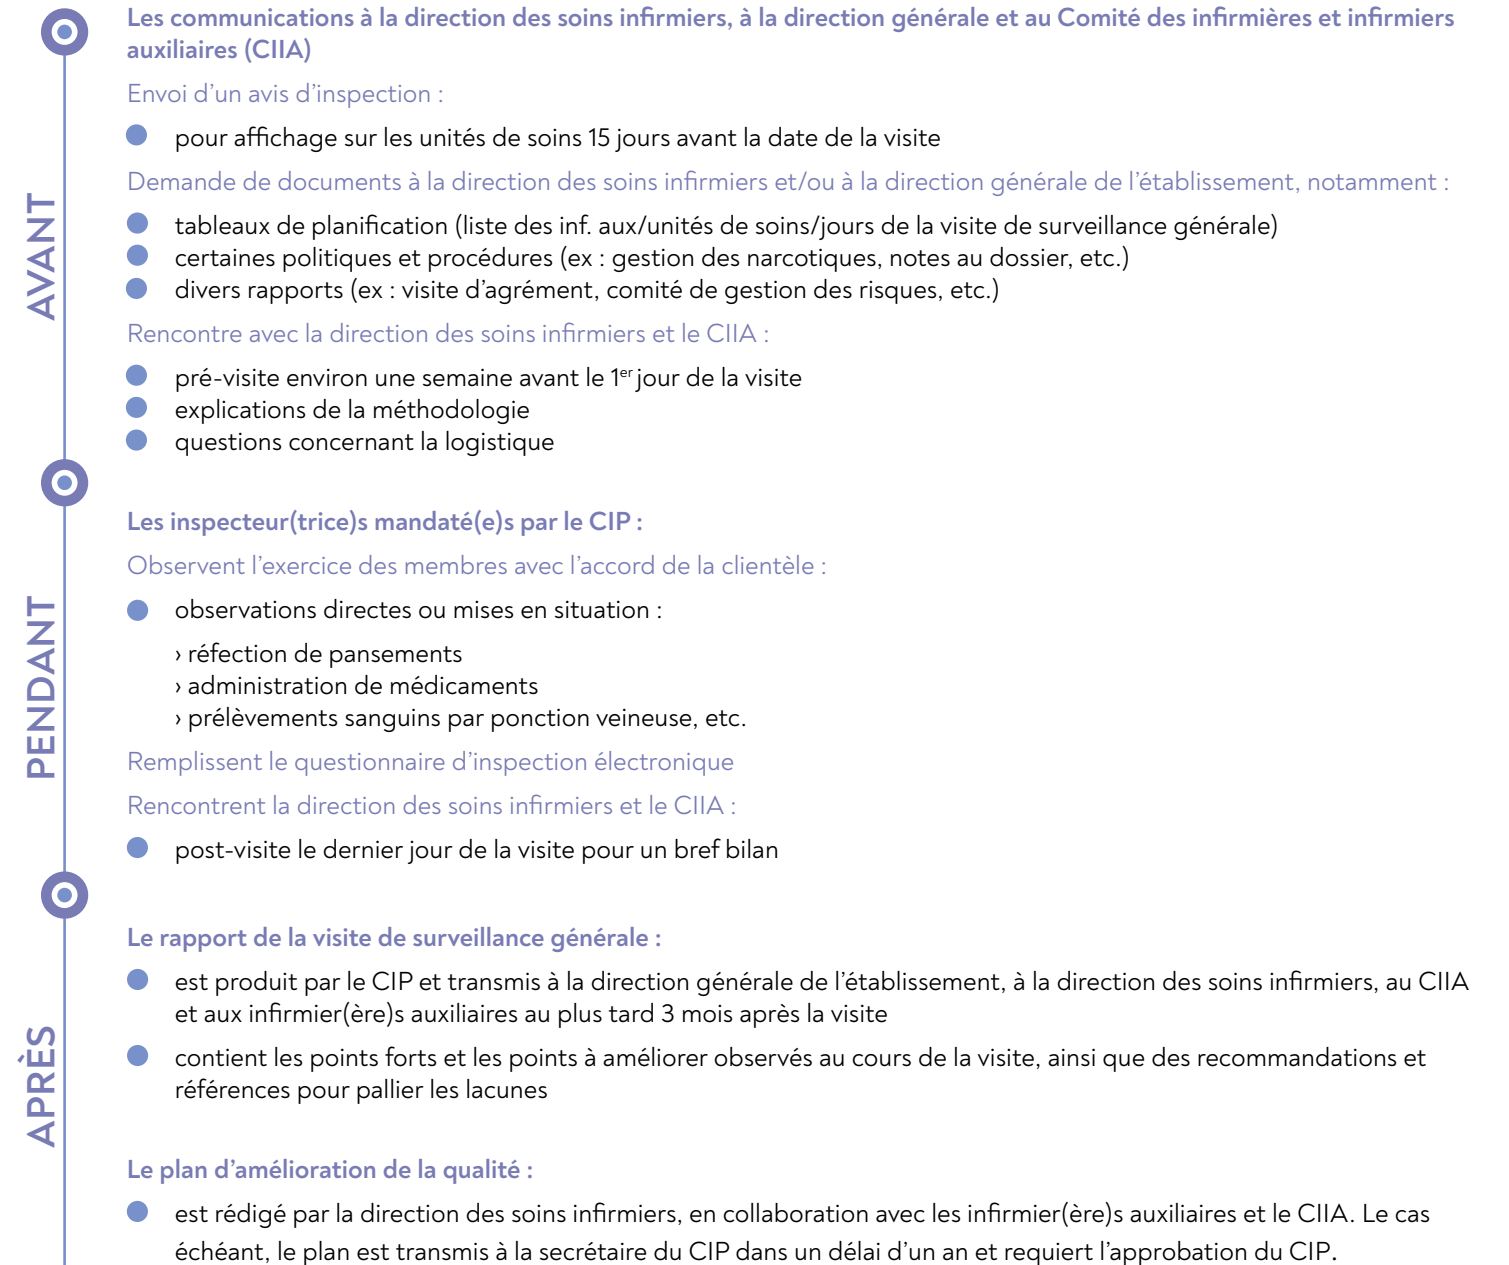 Les communications à la direction des soins infirmiers, à la direction générale et au Comité des infirmières et infirmiers
auxiliaires (CIIA)
Envoi d'un avis d'inspection :
pour affichage sur les unités de soins 15 jours avant la date de la visite
Demande de documents à la direction des soins infirmiers et/ou à la direction générale de l'établissement, notamment :
AVANT
tableaux de planification (liste des inf. aux/unités de soins/jours de la visite de surveillance générale)
certaines politiques et procédures (ex : gestion des narcotiques, notes au dossier, etc.)
divers rapports (ex : visite d'agrément, comité de gestion des risques, etc.)
Rencontre avec la direction des soins infirmiers et le CIIA :
pré-visite environ une semaine avant le 1er jour de la visite
explications de la méthodologie
questions concernant la logistique
Les inspecteur(trice)s mandaté(e)s par le CIP :
Observent l'exercice des membres avec l'accord de la clientèle :
observations directes ou mises en situation :
PENDANT
› réfection de pansements
› administration de médicaments
› prélèvements sanguins par ponction veineuse, etc.
Remplissent le questionnaire d'inspection électronique
Rencontrent la direction des soins infirmiers et le CIIA :
post-visite le dernier jour de la visite pour un bref bilan
Le rapport de la visite de surveillance générale :
est produit par le CIP et transmis à la direction générale de l'établissement, à la direction des soins infirmiers, au CIIA
et aux infirmier(ère)s auxiliaires au plus tard 3 mois après la visite
APRÈS
contient les points forts et les points à améliorer observés au cours de la visite, ainsi que des recommandations et
références pour pallier les lacunes
Le plan d'amélioration de la qualité :
est rédigé par la direction des soins infirmiers, en collaboration avec les infirmier(ère)s auxiliaires et le CIIA. Le cas
échéant, le plan est transmis à la secrétaire du CIP dans un délai d'un an et requiert l'approbation du CIP.